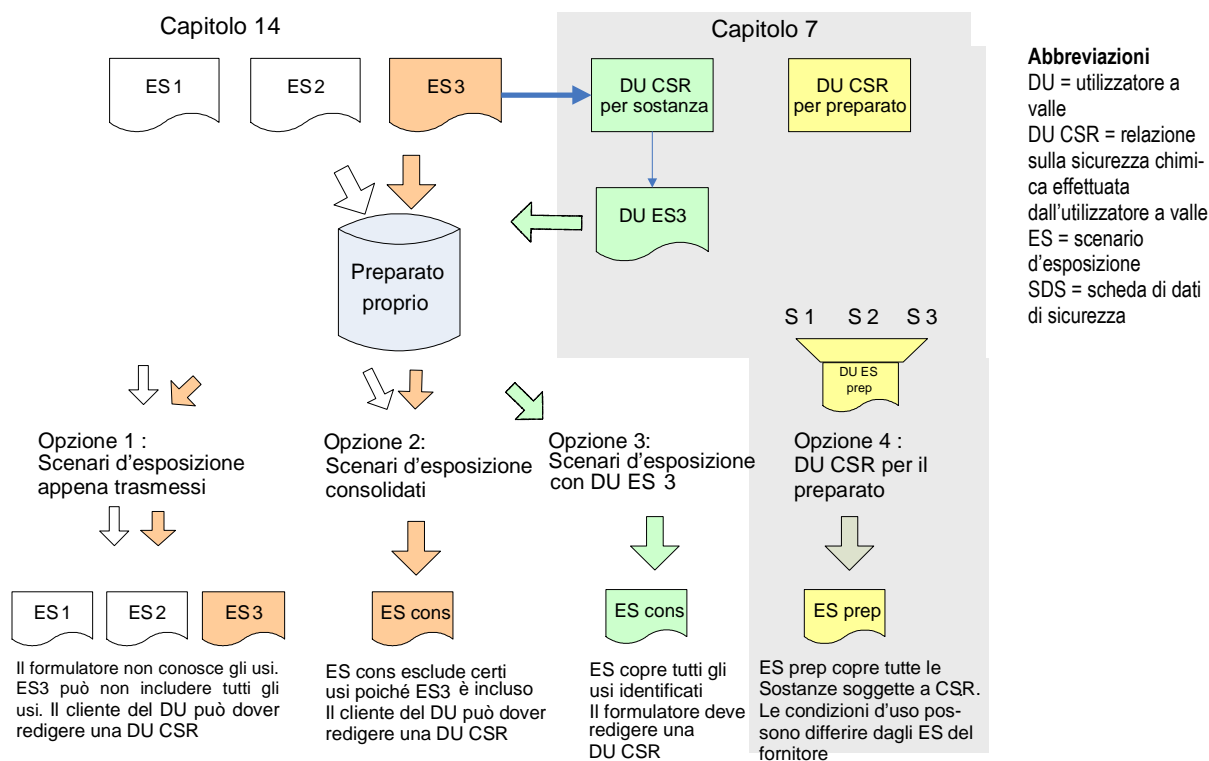 Capitolo 14
Capitolo 7
ES 1
ES 2
ES 3
DU CSR
per sostanza
DU CSR
per preparato
DU ES3
Preparato
proprio
S 1 S 2 S 3
DU ES
prep
Abbreviazioni
DU = utilizzatore a
valle
DU CSR = relazione
sulla sicurezza chimi-
ca effettuata
dall'utilizzatore a valle
ES = scenario
d'esposizione
SDS = scheda di dati
di sicurezza
Opzione 1 :
Scenari d'esposizione
appena trasmessi
Opzione 2:
Scenari d'esposizione
consolidati
Opzione 3:
Scenari d'esposizione
con DU ES 3
Opzione 4 :
DU CSR per il
preparato
ES 1
ES 2
ES 3
ES cons
ES cons
ES prep
Il formulatore non conosce gli usi.
ES3 può non includere tutti gli
usi. Il cliente del DU può dover
redigere una DU CSR
ES cons esclude certi
usi poiché ES3 è incluso
Il cliente del DU può dover
redigere una DU CSR
ES copre tutti gli
usi identificati
Il formulatore deve
redigere una
DU CSR
ES prep copre tutte le
Sostanze soggette a CSR.
Le condizioni d'uso pos-
sono differire dagli ES del
fornitore